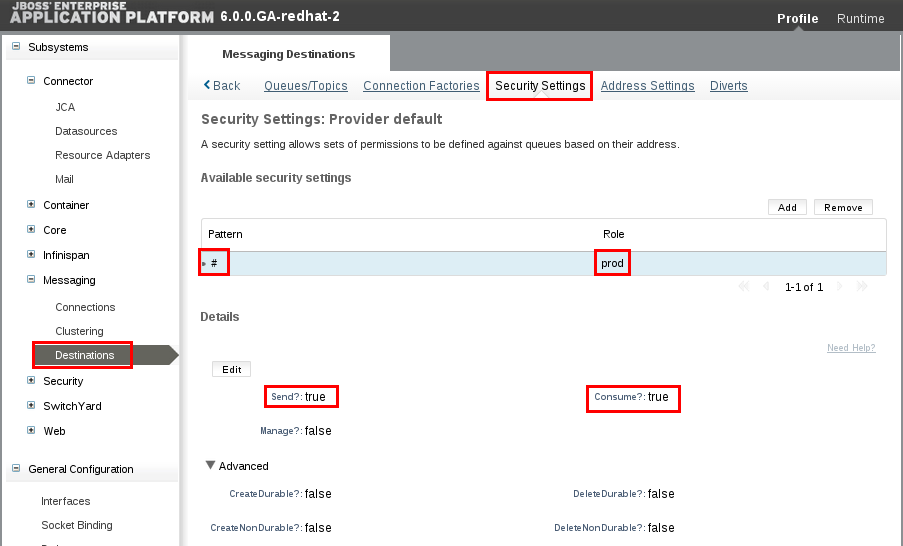 JBOSS ENTERPRISE
APPLICATION PLATFORM 6.0.0.GA-redhat-2
Profile Runtime
Subsystems
Connector
JCA
Datasources
Resource Adapters
Mail
Container
Core
Infinispan
Messaging
Connections
Clustering
Destinations
Security
SwitchYard
Web
General Configuration
Interfaces
Socket Binding
Messaging Destinations
Back Queues/Topics Connection Factories Security Settings Address Settings Diverts
Security Settings: Provider default
A security setting allows sets of permissions to be defined against queues based on their address.
Available security settings
Add Remove
Pattern Role
# prod
1-1 of 1
Details
Need Help?
Edit
Send?: true Consume?: true
Manage?: false
Advanced
CreateDurable?: false DeleteDurable?: false
CreateNonDurable?: false DeleteNonDurable?: false